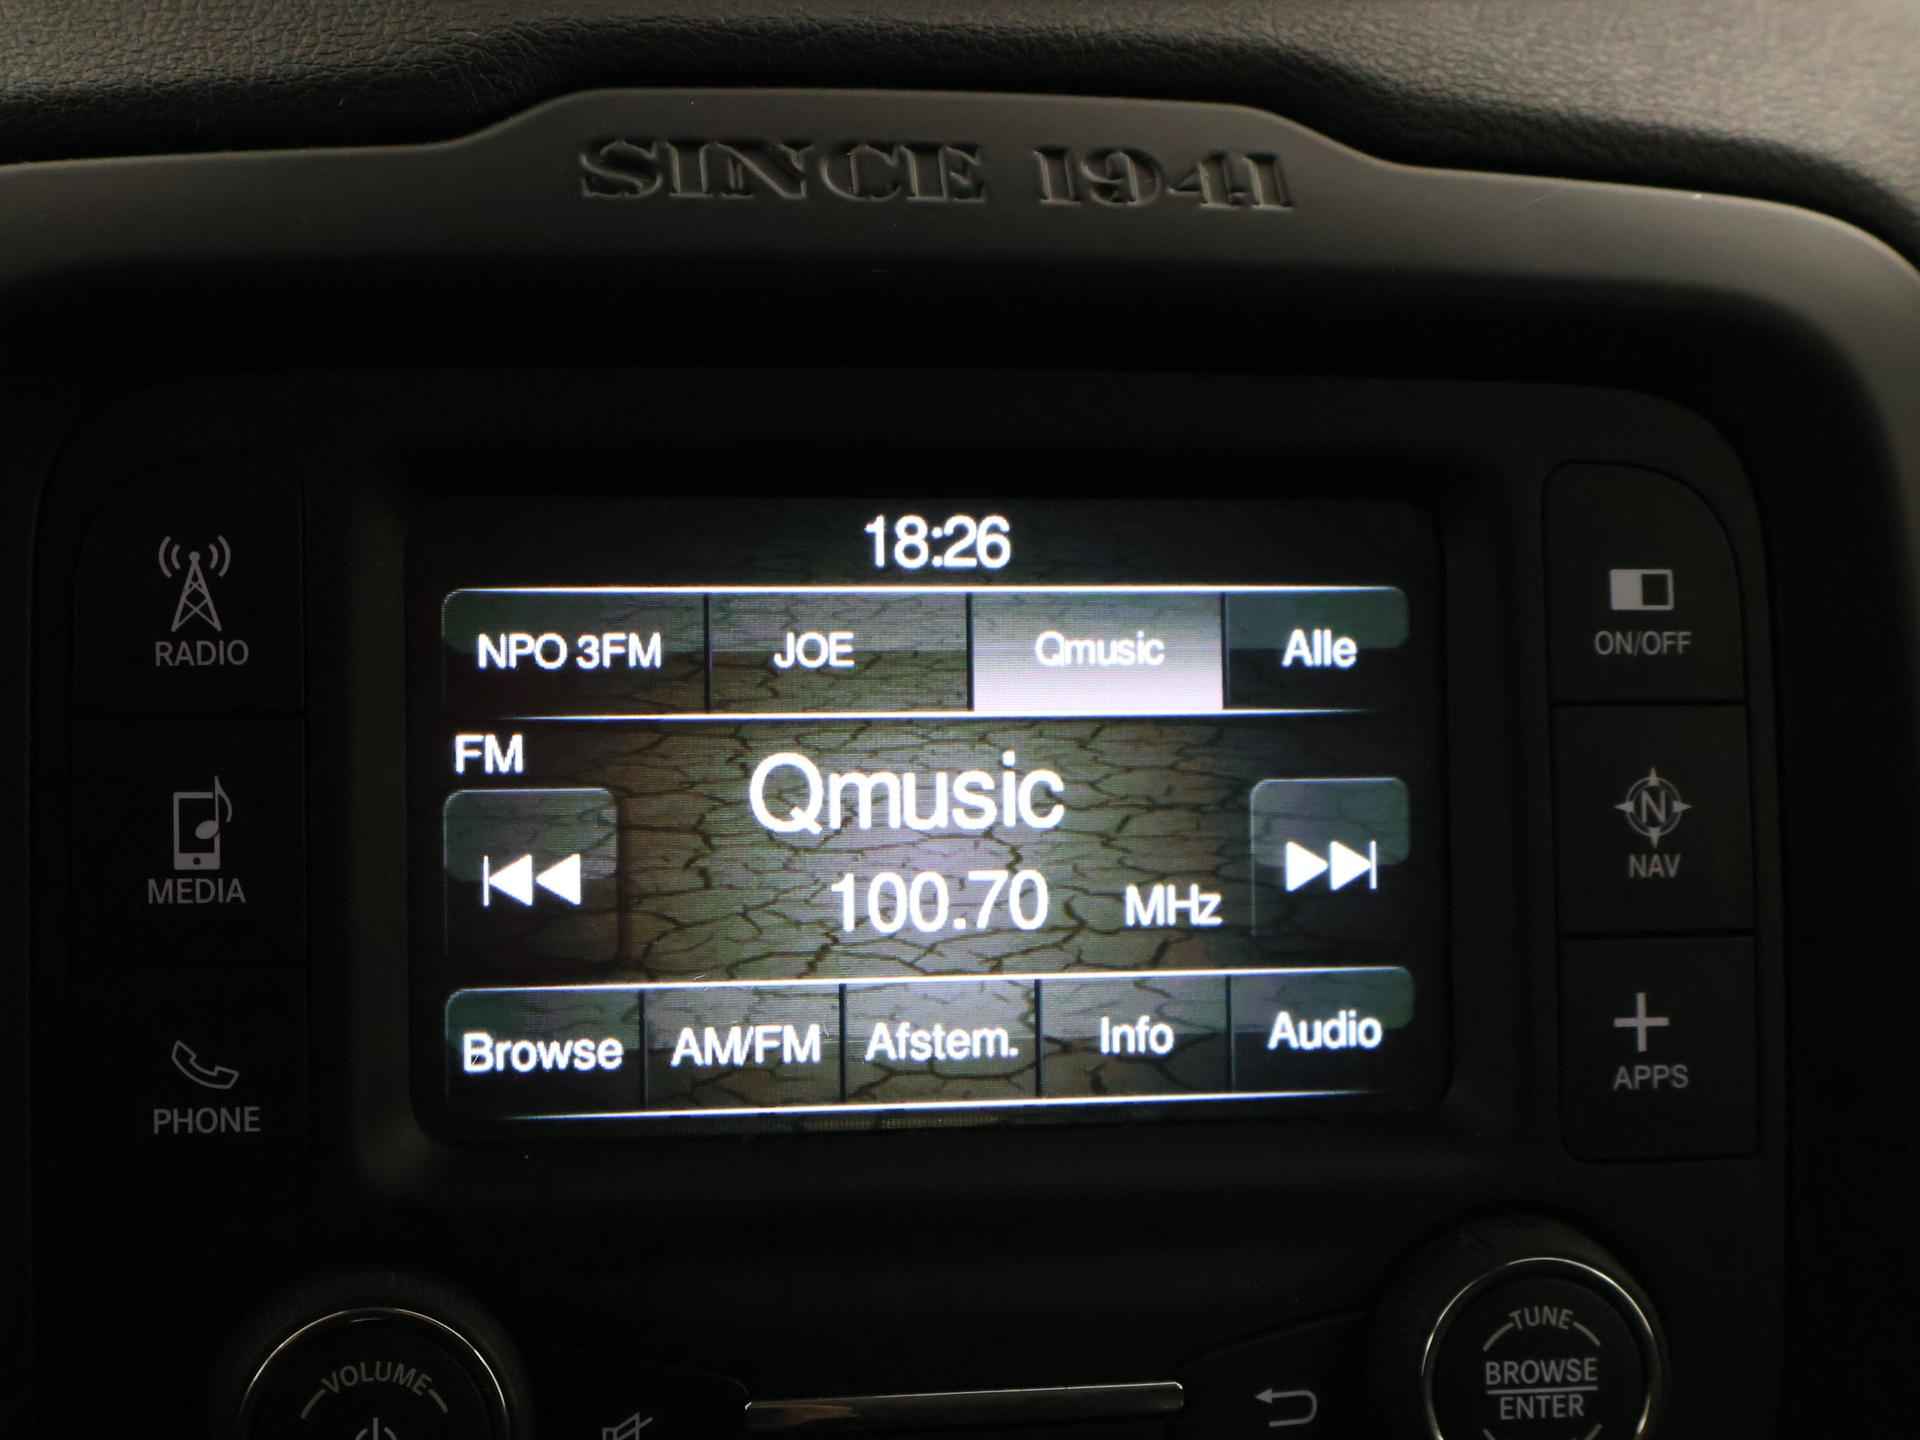 SINCE 1941
18:26
NPO 3FM JOE Qmusic Alle
FM
Qmusic
100.70 MHz
Browse AM/FM Afstem. Info Audio
RADIO
MEDIA
PHONE
ON/OFF
N
NAV
APPS
VOLUME
TUNE
BROWSE
ENTER